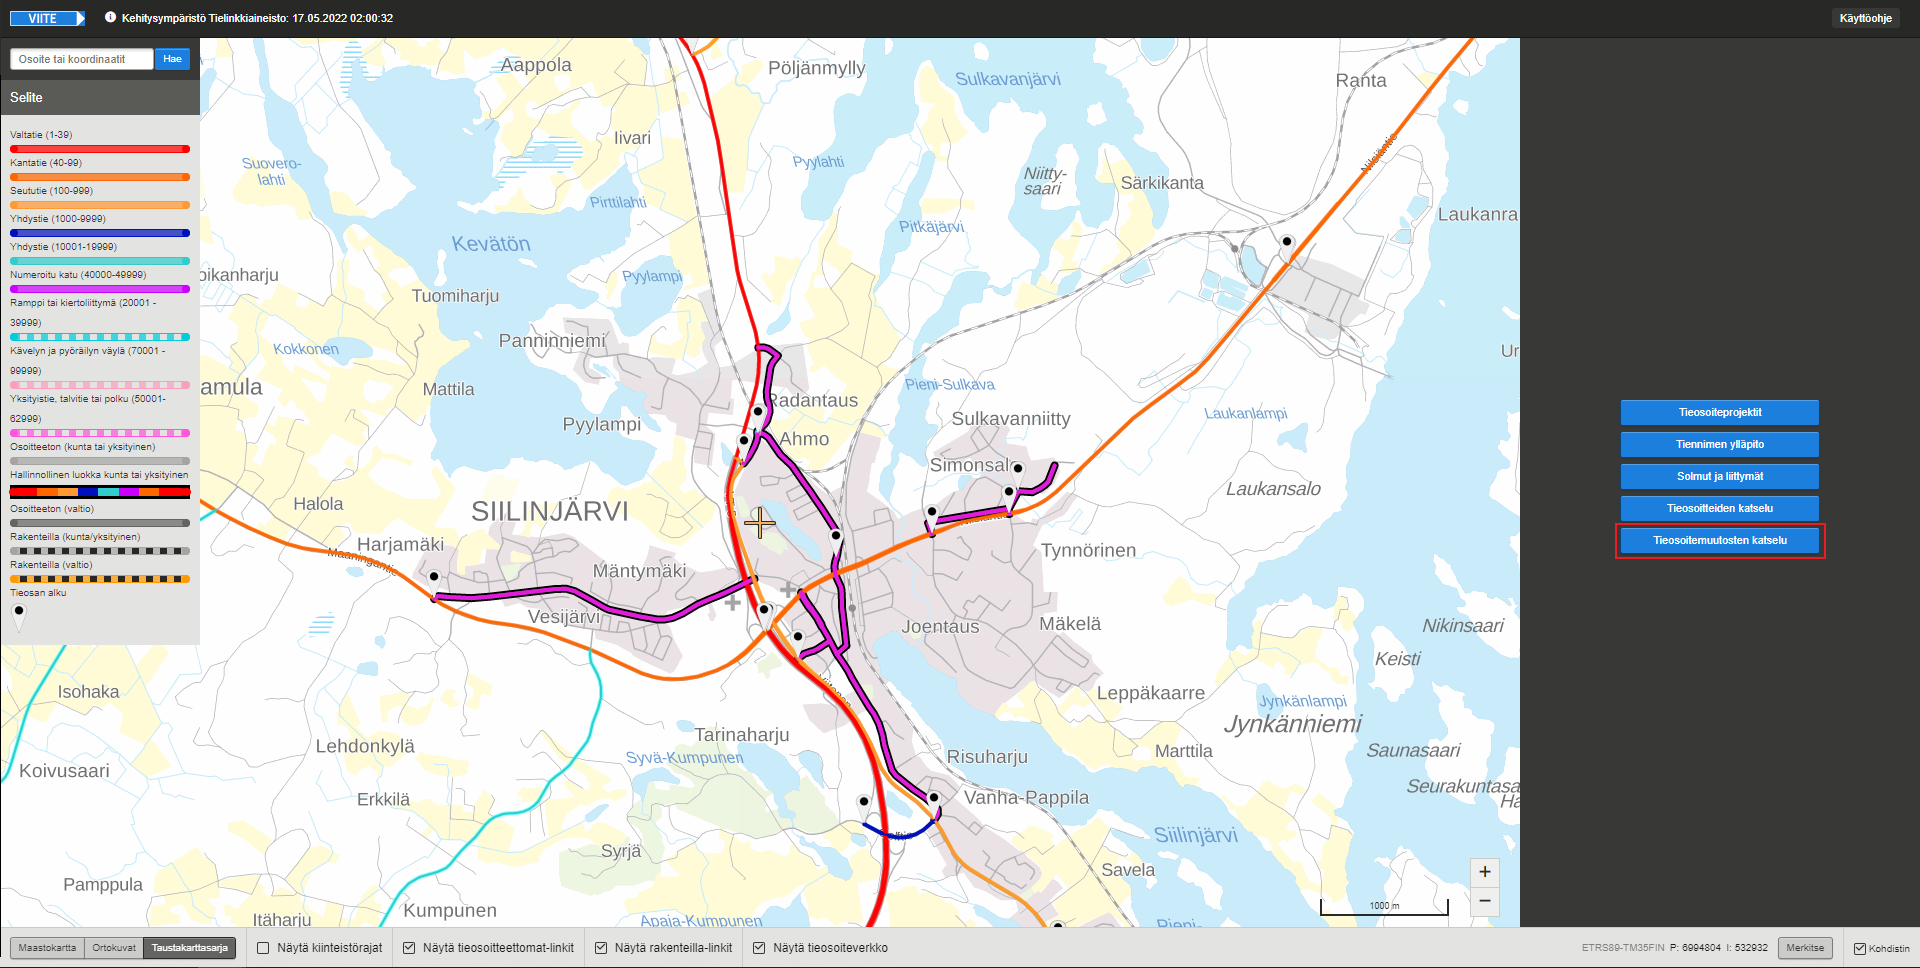 VIITE
Kehitysympäristö Tielinkkiaineisto: 17.05.2022 02:00:32
Käyttöohje
Osoite tai koordinaatit
Hae
Selite
Valtatie (1-39)
Kantatie (40-99)
Seututie (100-999)
Yhdystie (1000-9999)
Yhdystie (10001-19999)
Numeroitu katu (40000-49999)
Ramppi tai kiertoliittymä (20001 -
39999)
Kävelyn ja pyöräilyn väylä (70001 -
99999)
Yksityistie, talvitie tai polku (50001-
62999)
Osoitteeton (kunta tai yksityinen)
Hallinnollinen luokka kunta tai yksityinen
Osoitteeton (valtio)
Rakenteilla (kunta/yksityinen)
Rakenteilla (valtio)
Tieosan alku
Aappola
Pöljänmylly
Sulkavanjärvi
Ranta
Iivari
Suovero-
lahti
Pyylahti
Niitty-
saari
Särkikanta
Pirttilahti
Laukanra
Kevätön
Pitkäjärvi
oikanharju
Pyylampi
Tuomiharju
Panninniemi
Kokkonen
Ur
amula
Mattila
Pieni-Sulkava
Radantaus
Laukanlampi
Pyylampi
Sulkavanniitty
Ahmo
Simonsal
Halola
SIILINJÄRVI
Laukansalo
Harjamäki
Maaningantie
Tynnörinen
Mäntymäki
Vesijärvi
Joentaus
Mäkelä
Nikinsaari
Keisti
Isohaka
Leppäkaarre
Jynkänlampi
Jynkänniemi
Tarinaharju
Lehdonkylä
Syvä-Kumpunen
Risuharju
Marttila
Saunasaari
Koivusaari
Seurakuntasa
Erkkilä
Vanha-Pappila
Ha
Siilinjärvi
Syrjä
Savela
Pamppula
Itäharju
Kumpunen
Apaja-Kumpunen
Pieni-
1000 m
+
−
Tieosoiteprojektit
Tiennimen ylläpito
Solmut ja liittymät
Tieosoitteiden katselu
Tieosoitemuutosten katselu
Maastokartta
Ortokuvat
Taustakarttasarja
Näytä kiinteistörajat
Näytä tieosoitteettomat-linkit
Näytä rakenteilla-linkit
Näytä tieosoiteverkko
ETRS89-TM35FIN P: 6994804 I: 532932
Merkitse
Kohdistin